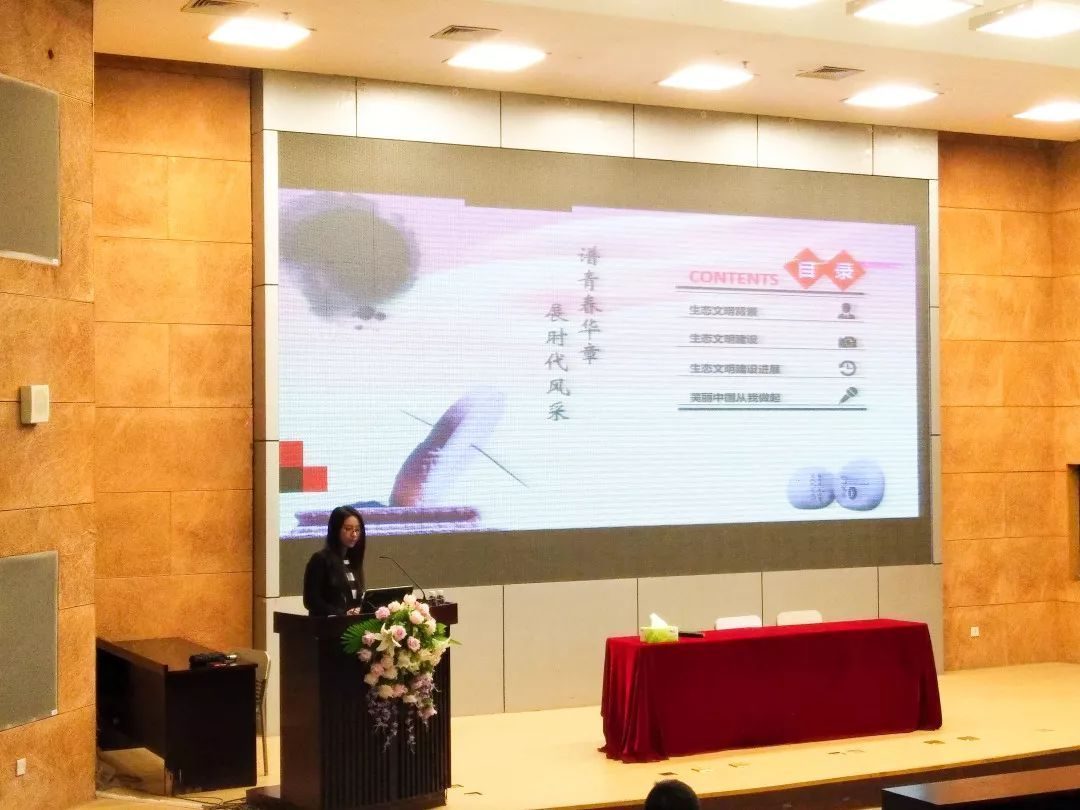 谱青春华章
展时代风采
CONTENTS 目录
生态文明背景
生态文明建设
生态文明建设进展
美丽中国从我做起